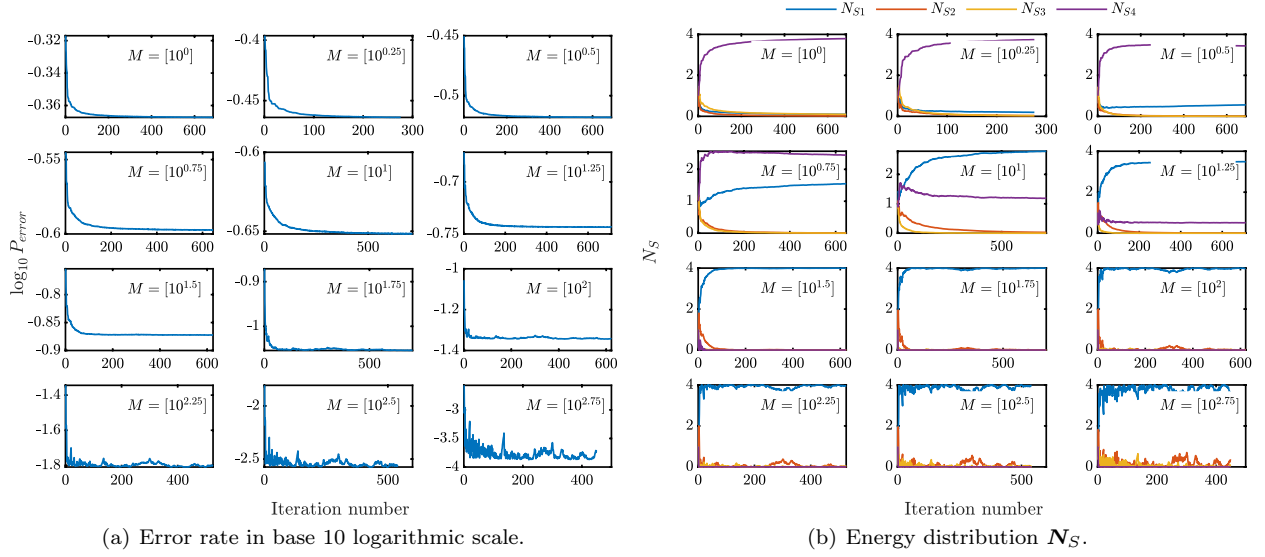 N_{S1} N_{S2} N_{S3} N_{S4}
log_{10} P_{error}
-0.32
-0.34
-0.36
M = [10^0]
0 200 400 600
-0.4
-0.45
M = [10^{0.25}]
0 100 200 300
-0.45
-0.5
M = [10^{0.5}]
0 200 400 600
-0.55
-0.6
M = [10^{0.75}]
0 200 400 600
-0.6
-0.65
M = [10^1]
0 500
-0.7
-0.75
M = [10^{1.25}]
0 200 400 600
-0.8
-0.85
-0.9
M = [10^{1.5}]
0 200 400 600
-0.9
-1
M = [10^{1.75}]
0 500
-1
-1.2
-1.4
M = [10^2]
0 200 400 600
-1.4
-1.6
-1.8
M = [10^{2.25}]
0 200 400
-2
-2.5
M = [10^{2.5}]
0 200 400
-3
-3.5
-4
M = [10^{2.75}]
0 200 400
Iteration number
(a) Error rate in base 10 logarithmic scale.
N_S
4
2
0
M = [10^0]
0 200 400 600
4
2
0
M = [10^{0.25}]
0 100 200 300
4
2
0
M = [10^{0.5}]
0 200 400 600
2
0
M = [10^{0.75}]
0 200 400 600
2
0
M = [10^1]
0 500
4
2
0
M = [10^{1.25}]
0 200 400 600
4
2
0
M = [10^{1.5}]
0 200 400 600
4
2
0
M = [10^{1.75}]
0 500
4
2
0
M = [10^2]
0 200 400 600
4
2
0
M = [10^{2.25}]
0 200 400
4
2
0
M = [10^{2.5}]
0 200 400
4
2
0
M = [10^{2.75}]
0 200 400
Iteration number
(b) Energy distribution N_S.